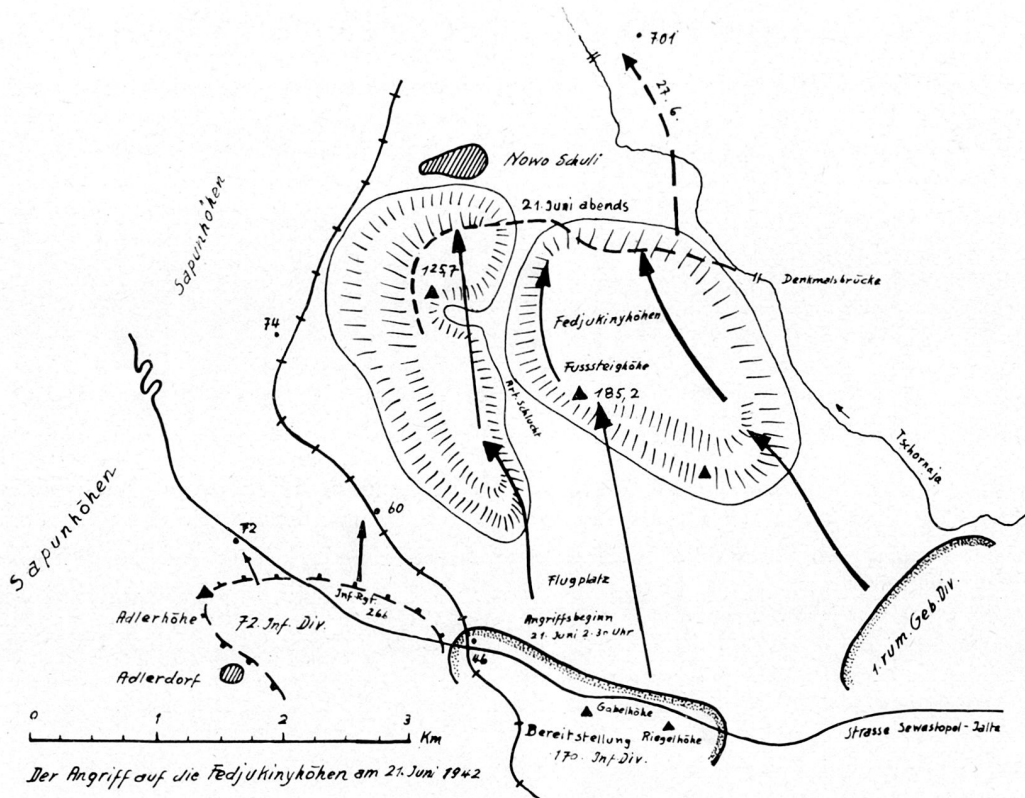 701
27.6.
Nowo Schuli
21. Juni abends
Sapunhöhen
125,7
Denkmalsbrücke
Fedjukinyhöhen
74
Fusssteighöhe
185,2
Art. Schlucht
Tschornaja
Sapunhöhen
60
72
Flugplatz
Inf. Rgt.
266
Angriffsbeginn
21. Juni 2.30 Uhr
Adlerhöhe
72. Inf. Div.
1. rum. Geb. Div.
46
Adlerdorf
Gabelhöhe
Bereitstellung
170. Inf. Div.
Riegelhöhe
Strasse Sewastopol-Jalta
0 1 2 3 Km
Der Angriff auf die Fedjukinyhöhen am 21. Juni 1942